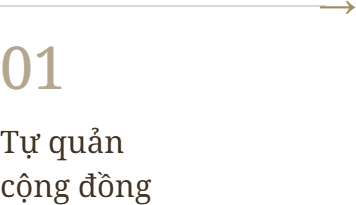 01
Tự quản
cộng đồng